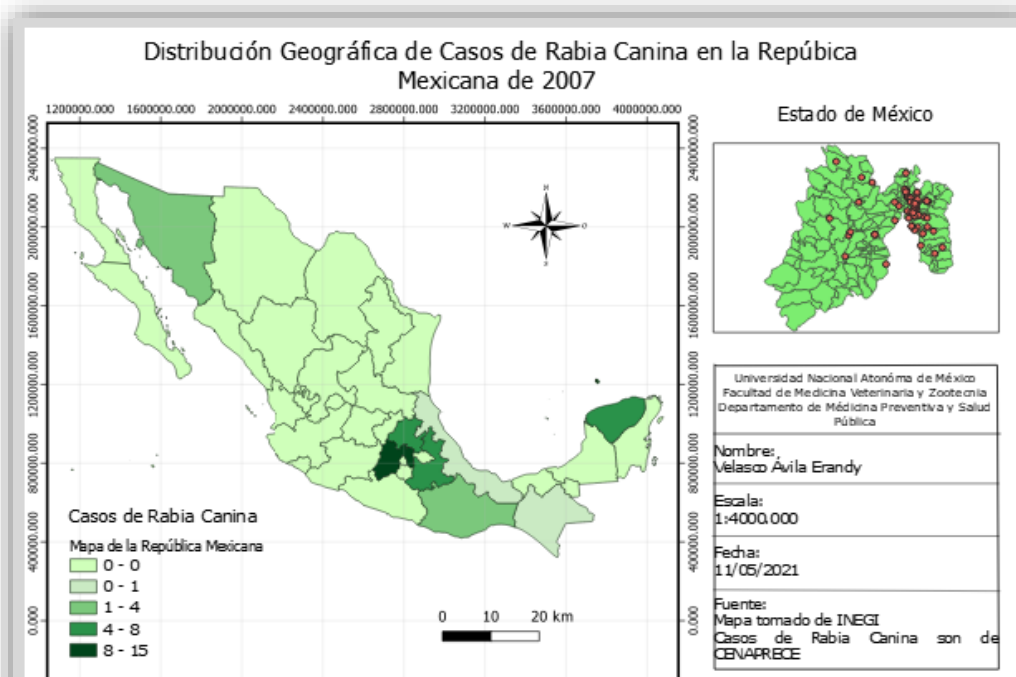 Distribución Geográfica de Casos de Rabia Canina en la Repúbica
Mexicana de 2007
1200000.000 1600000.000 2000000.000 2400000.000 2800000.000 3200000.000 3600000.000 4000000.000
2400000.000
2000000.000
1600000.000
1200000.000
800000.000
400000.000
0.000
2400000.000
2000000.000
1600000.000
1200000.000
800000.000
400000.000
0.000
N
W
O
S
Casos de Rabia Canina
Mapa de la República Mexicana
0 - 0
0 - 1
1 - 4
4 - 8
8 - 15
0 10 20 km
Estado de México
Universidad Nacional Atonóma de México
Facultad de Medicina Veterinaria y Zootecnia
Departamento de Médicina Preventiva y Salud
Pública
Nombre:
Velasco Ávila Erandy
Escala:
1:4000.000
Fecha:
11/05/2021
Fuente:
Mapa tomado de INEGI
Casos de Rabia Canina son de
CENAPRECE